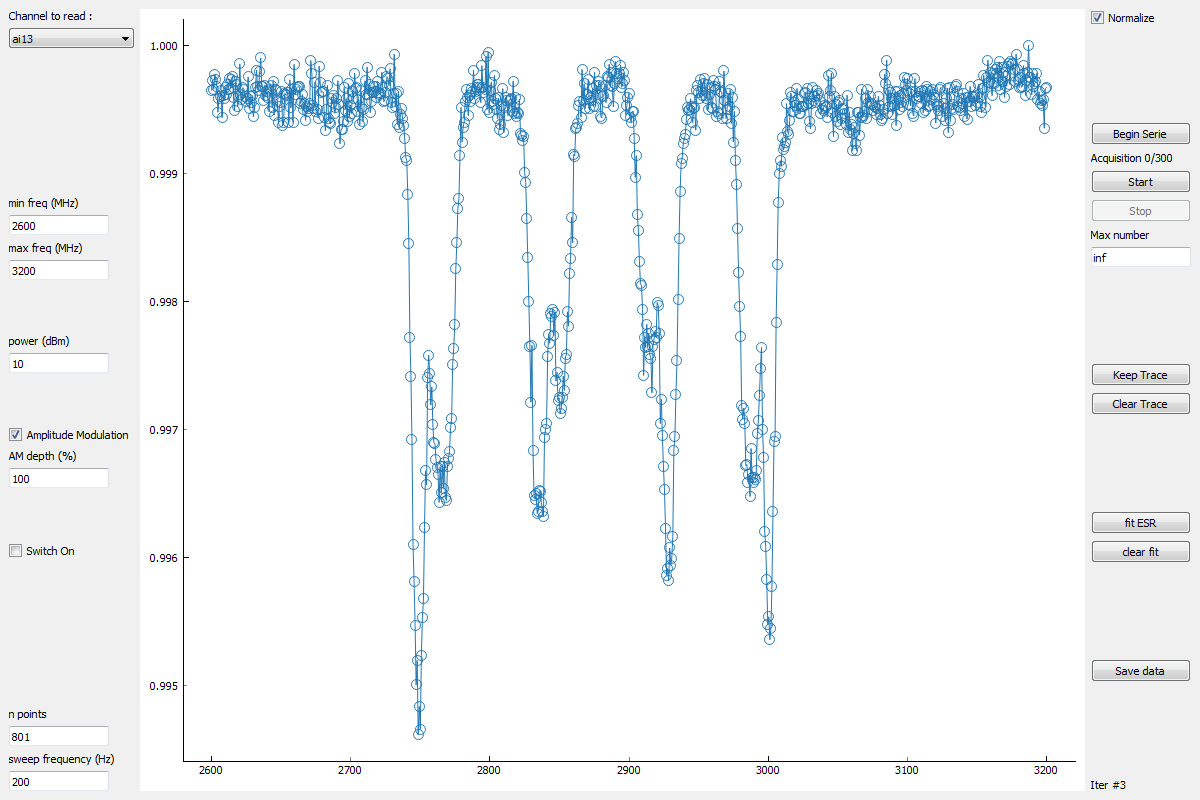 Channel to read :
ai13
min freq (MHz)
2600
max freq (MHz)
3200
power (dBm)
10
Amplitude Modulation
AM depth (%)
100
Switch On
n points
801
sweep frequency (Hz)
200
1.000
0.999
0.998
0.997
0.996
0.995
2600 2700 2800 2900 3000 3100 3200
Normalize
Begin Serie
Acquisition 0/300
Start
Stop
Max number
inf
Keep Trace
Clear Trace
fit ESR
clear fit
Save data
Iter #3